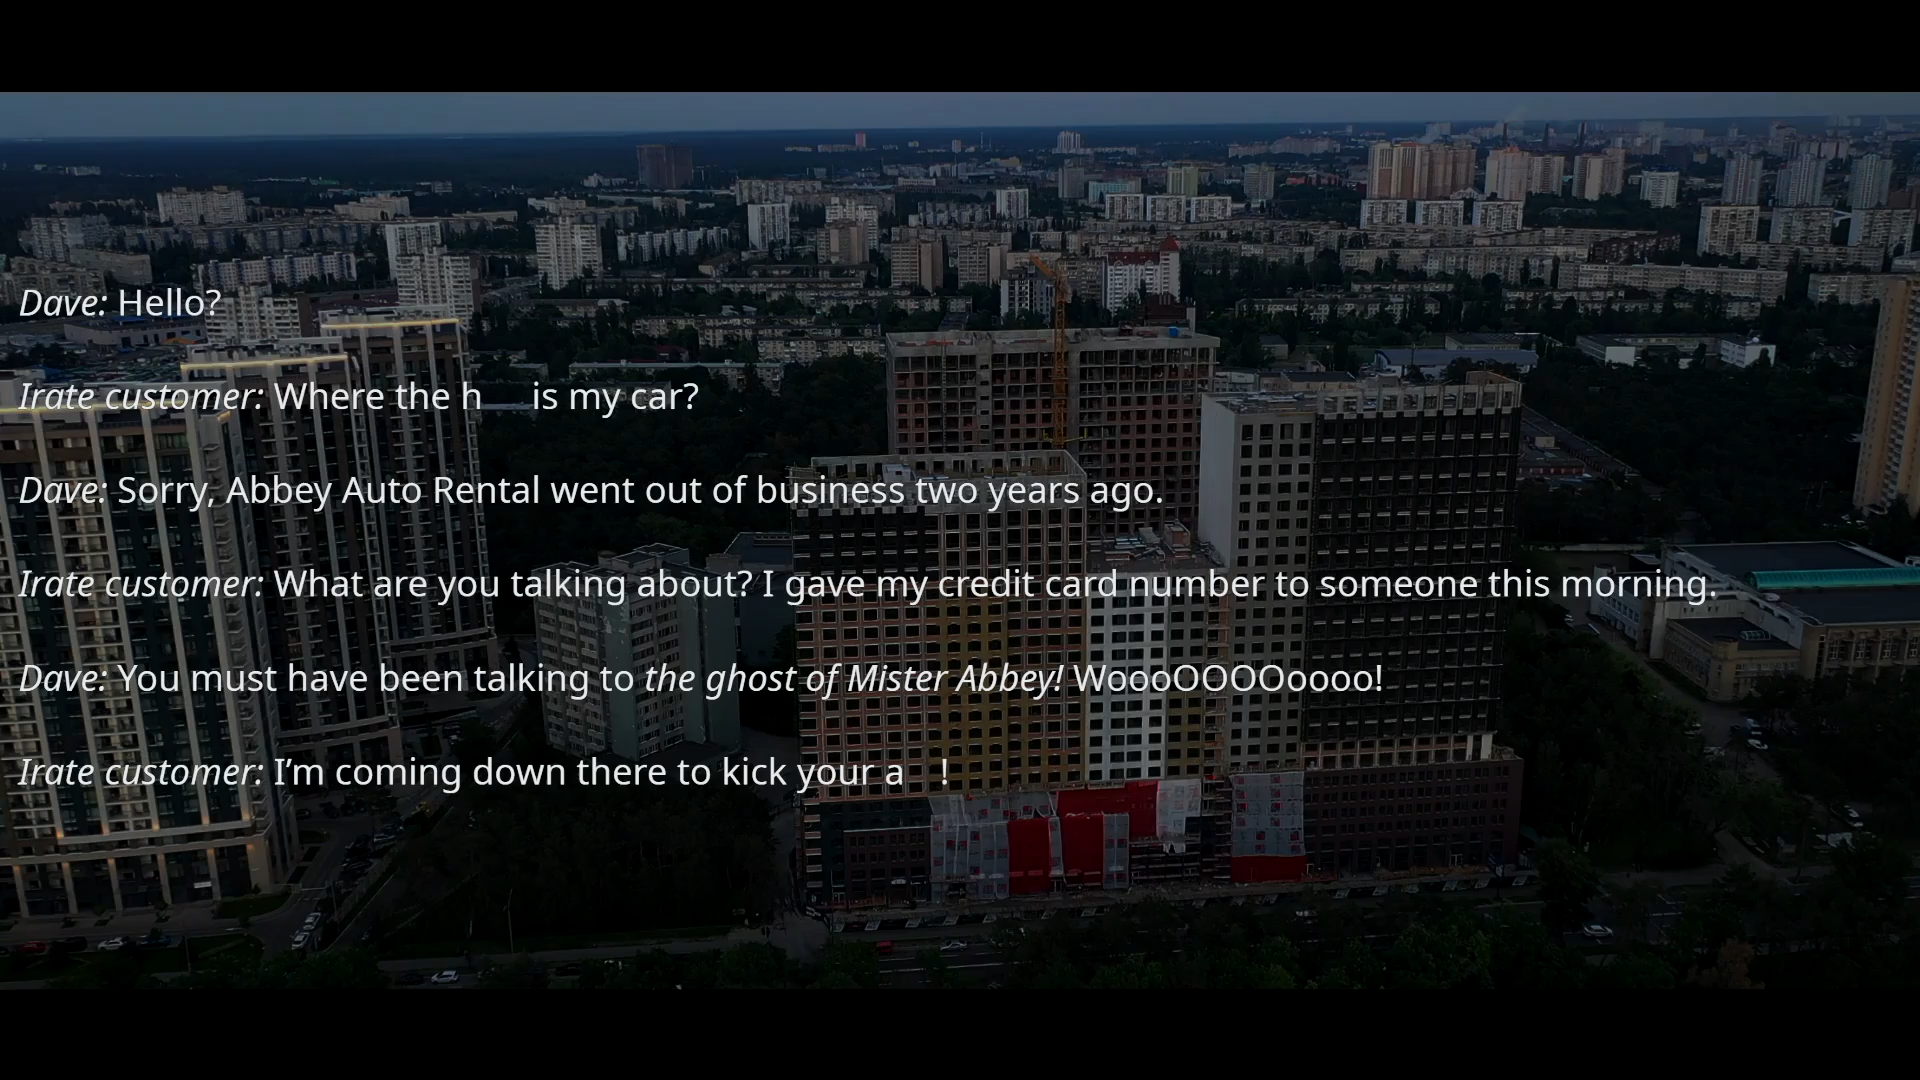 Dave: Hello?
Irate customer: Where the h is my car?
Dave: Sorry, Abbey Auto Rental went out of business two years ago.
Irate customer: What are you talking about? I gave my credit card number to someone this morning.
Dave: You must have been talking to the ghost of Mister Abbey! WoooOOOOoooo!
Irate customer: I’m coming down there to kick your a !